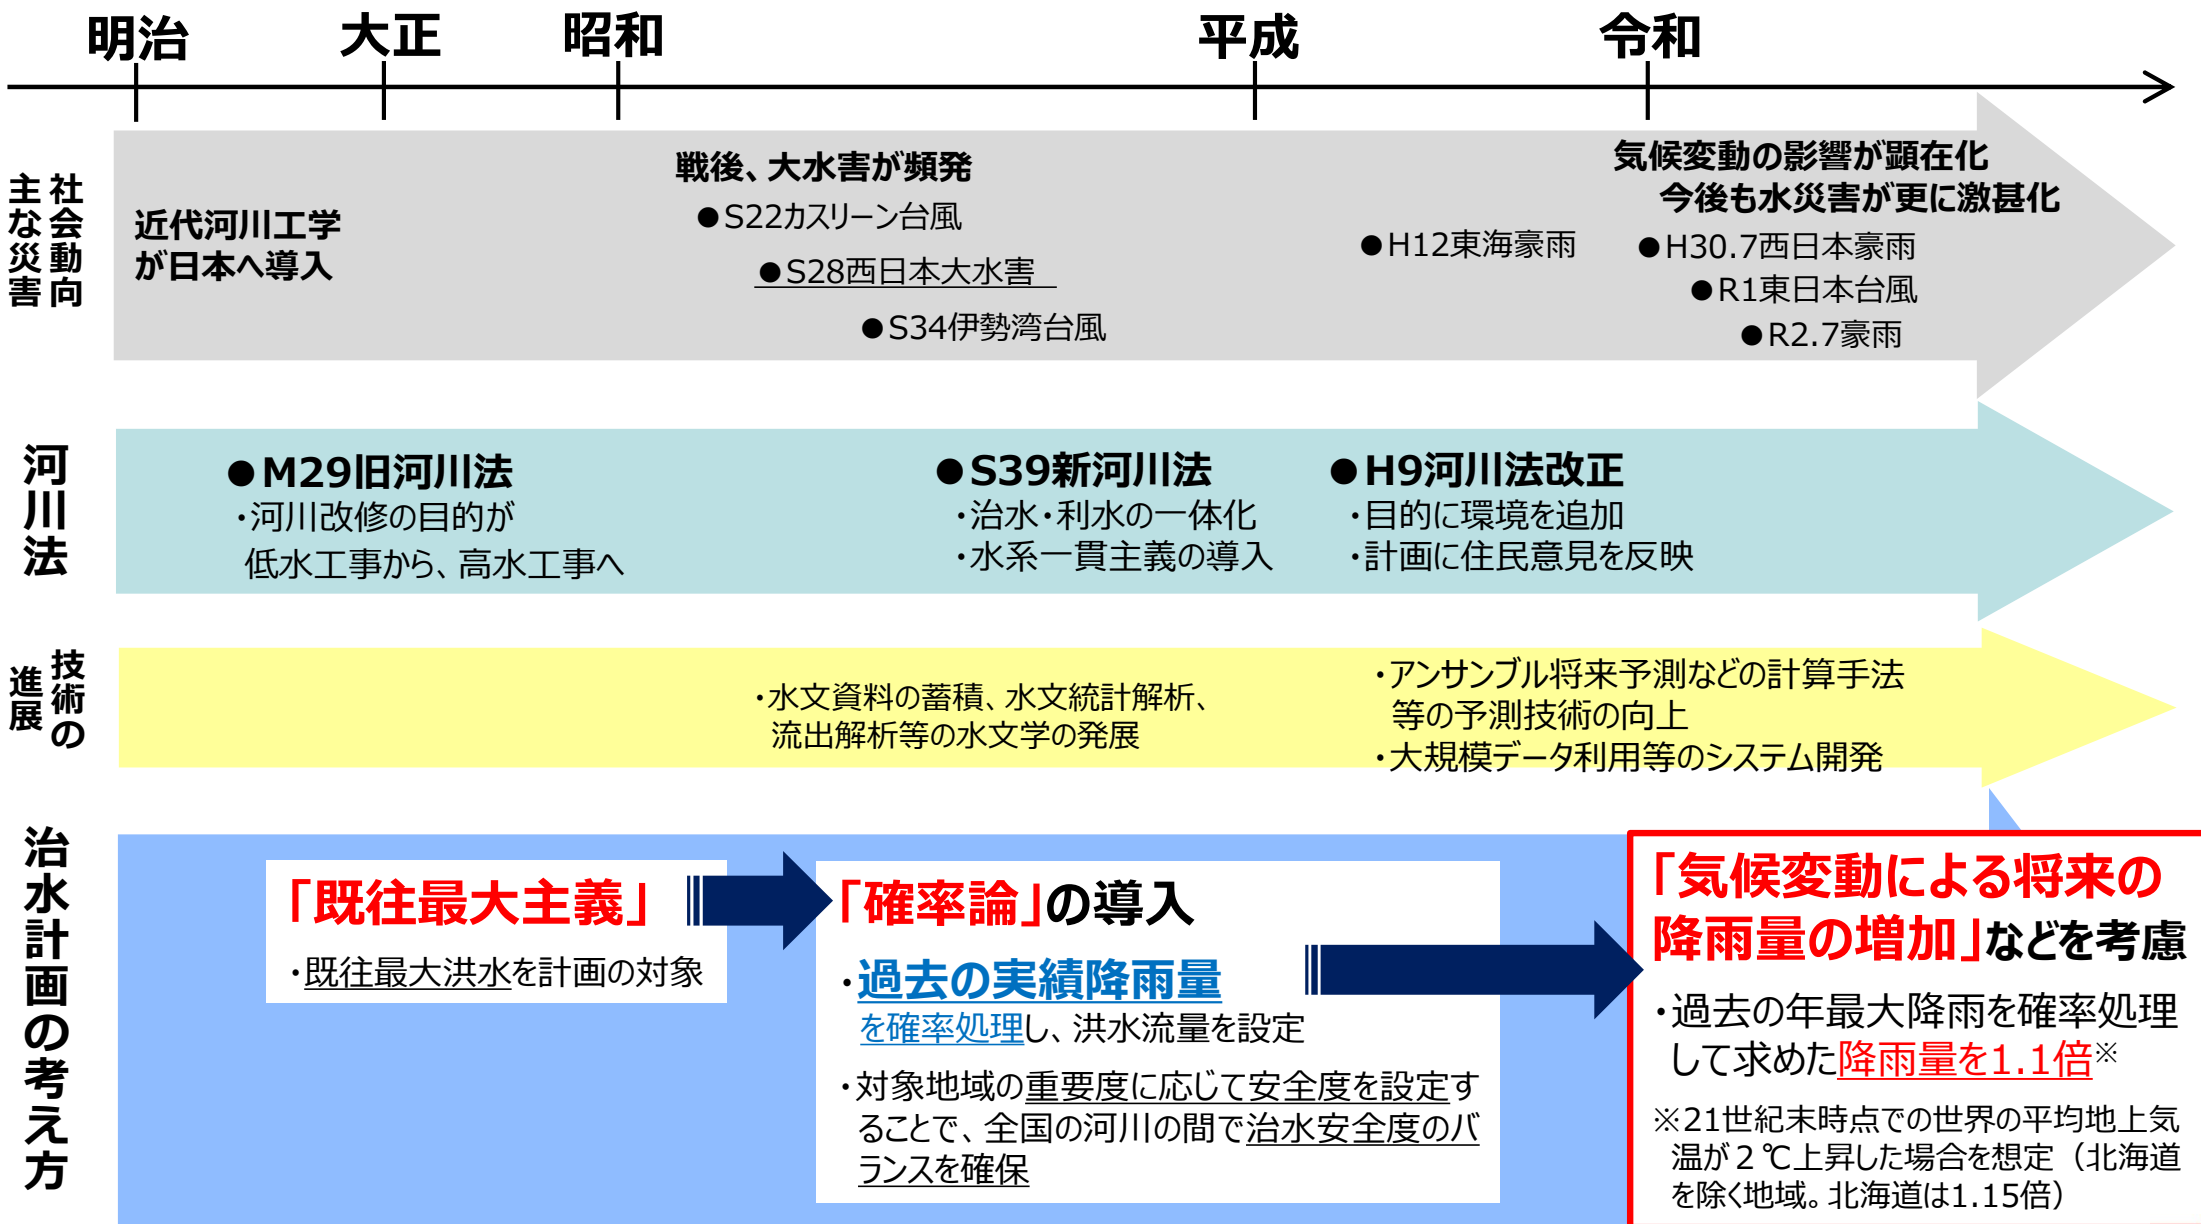 明治
大正
昭和
平成
令和
社会動向
主な災害
近代河川工学
が日本へ導入
戦後、大水害が頻発
●S22カスリーン台風
●S28西日本大水害
●S34伊勢湾台風
●H12東海豪雨
気候変動の影響が顕在化
今後も水災害が更に激甚化
●H30.7西日本豪雨
●R1東日本台風
●R2.7豪雨
河川法
●M29旧河川法
・河川改修の目的が
低水工事から、高水工事へ
●S39新河川法
・治水・利水の一体化
・水系一貫主義の導入
●H9河川法改正
・目的に環境を追加
・計画に住民意見を反映
技術の
進展
・水文資料の蓄積、水文統計解析、
流出解析等の水文学の発展
・アンサンブル将来予測などの計算手法
等の予測技術の向上
・大規模データ利用等のシステム開発
治水計画の考え方
「既往最大主義」
・既往最大洪水を計画の対象
「確率論」の導入
・過去の実績降雨量
を確率処理し、洪水流量を設定
・対象地域の重要度に応じて安全度を設定す
ることで、全国の河川の間で治水安全度のバ
ランスを確保
「気候変動による将来の
降雨量の増加」などを考慮
・過去の年最大降雨を確率処理
して求めた降雨量を1.1倍※
※21世紀末時点での世界の平均地上気
温が２℃上昇した場合を想定（北海道
を除く地域。北海道は1.15倍）